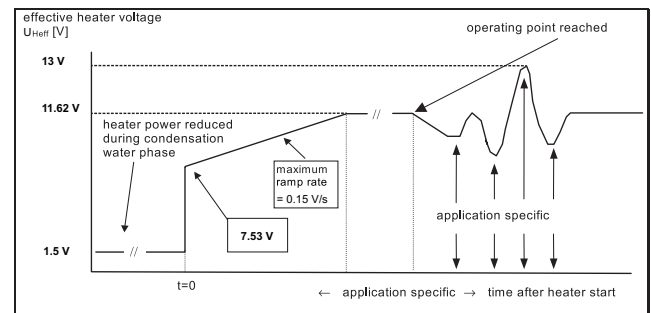 effective heater voltage
UHeff [V]
operating point reached
13 V
11.62 V
heater power reduced
during condensation
water phase
maximum
ramp rate
= 0.15 V/s
7.53 V
application specific
1.5 V
//
//
t=0
← application specific → time after heater start